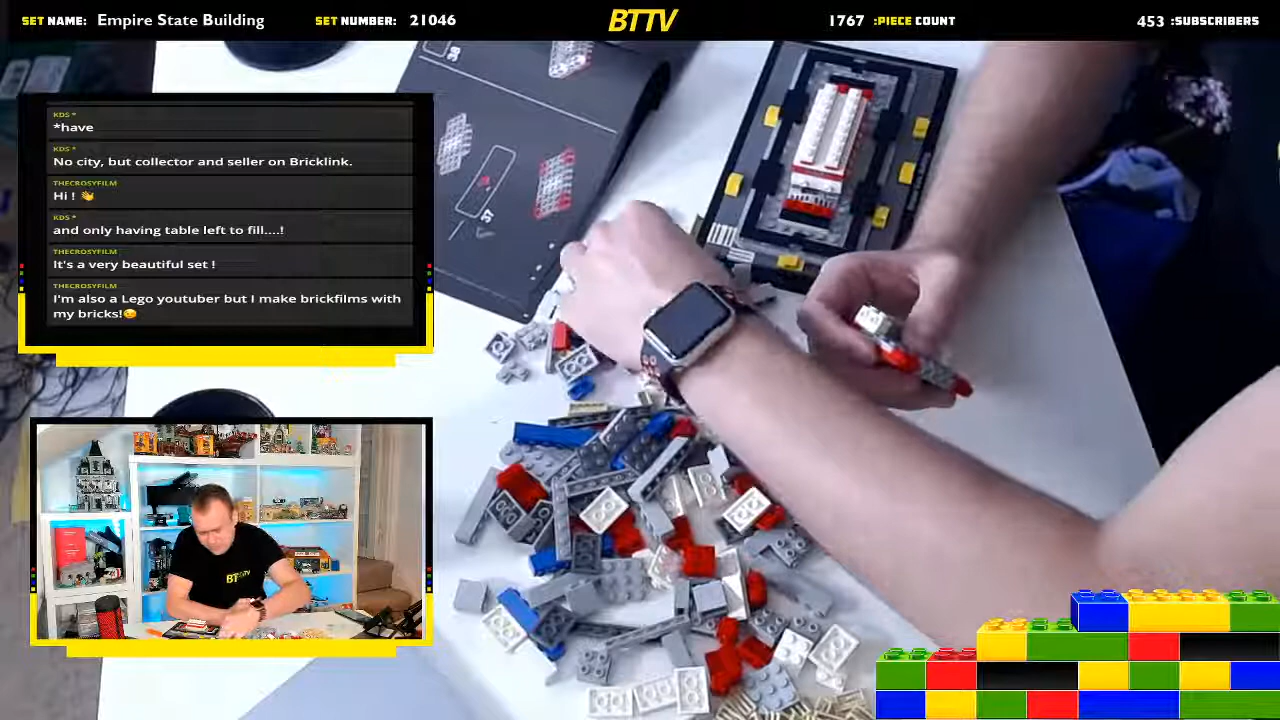 SET NAME: Empire State Building SET NUMBER: 21046 BTTV 1767 :PIECE COUNT 453 :SUBSCRIBERS
KDS *
*have
KDS *
No city, but collector and seller on Bricklink.
THECROSYFILM
Hi ! 👋
KDS *
and only having table left to fill....!
THECROSYFILM
It's a very beautiful set !
THECROSYFILM
I'm also a Lego youtuber but I make brickfilms with
my bricks!😉
38
37